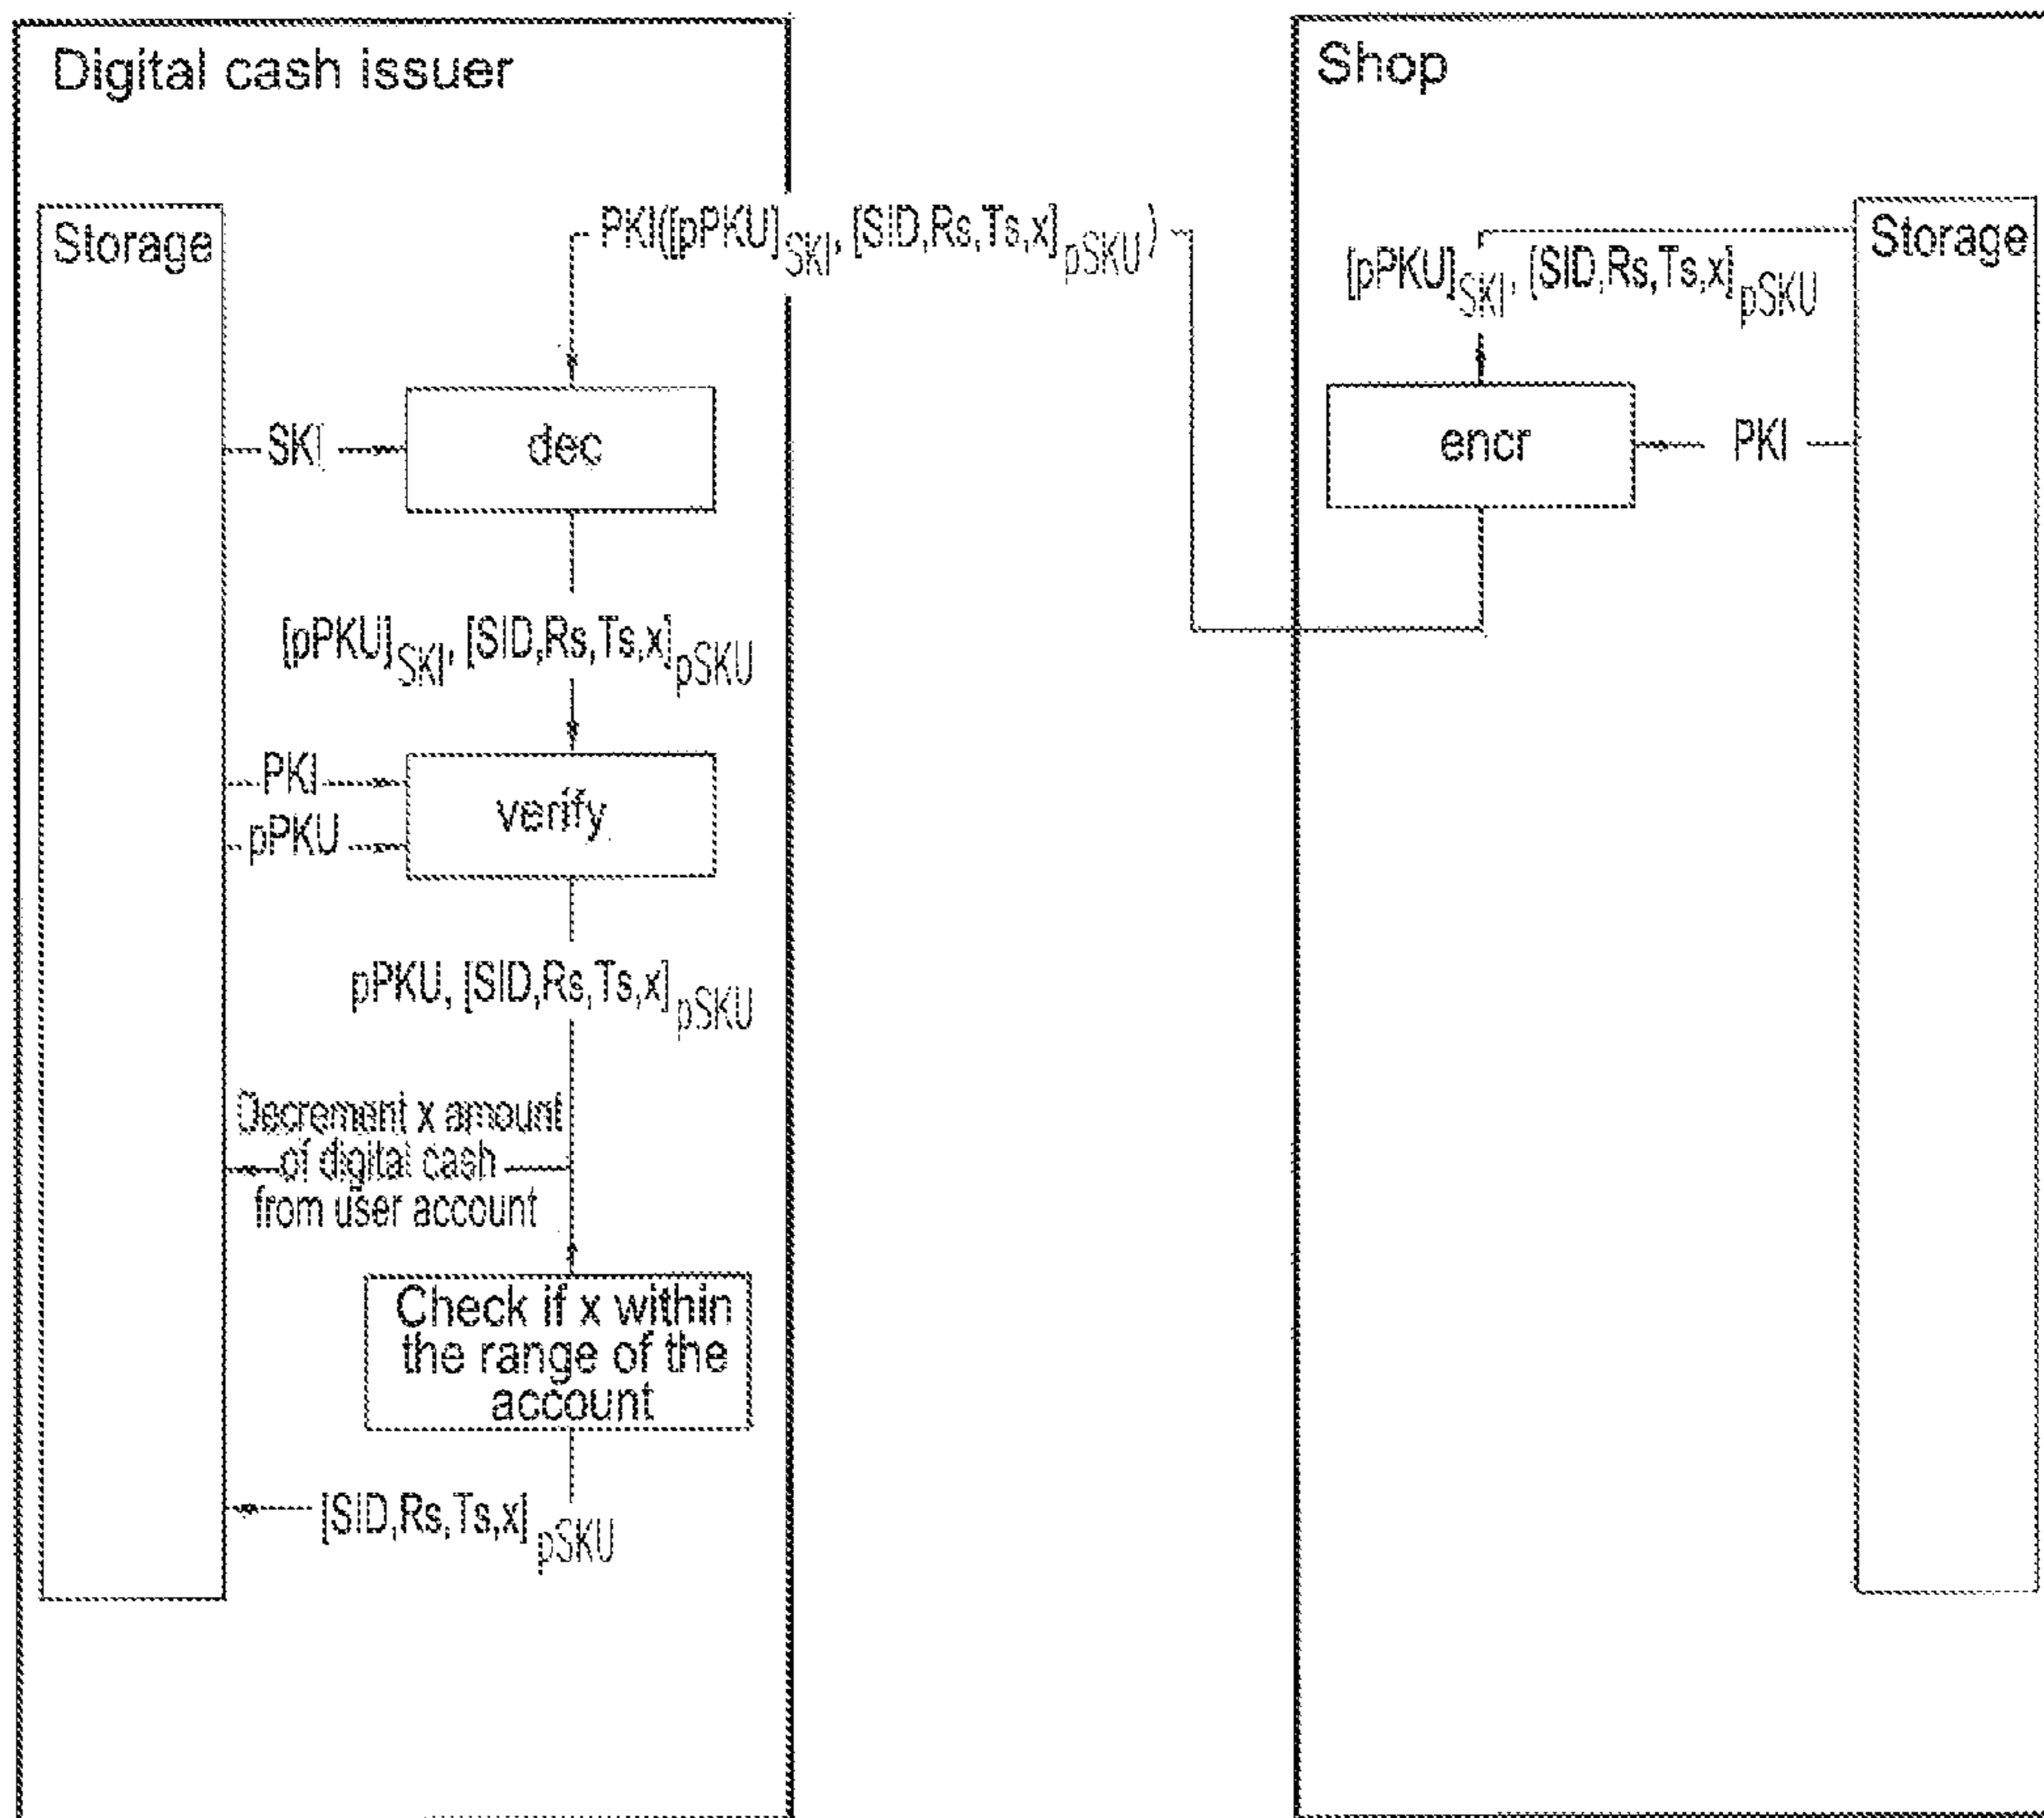 Digital cash issuer
Storage
PKI([pPKU]SKI, [SID,Rs,Ts,x]pSKU)
SKI
dec
[pPKU]SKI, [SID,Rs,Ts,x]pSKU
PKI
pPKU
verify
pPKU, [SID,Rs,Ts,x]pSKU
Decrement x amount
of digital cash
from user account
Check if x within
the range of the
account
[SID,Rs,Ts,x]pSKU
Shop
Storage
[pPKU]SKI, [SID,Rs,Ts,x]pSKU
encr
PKI